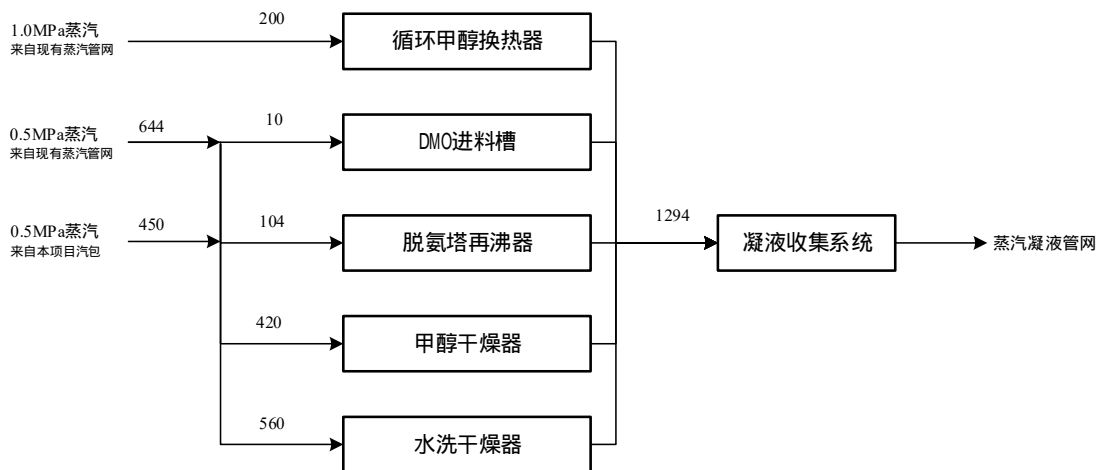 200
1.0MPa蒸汽
来自现有蒸汽管网
循环甲醇换热器
0.5MPa蒸汽
来自现有蒸汽管网
644
10
DMO进料槽
0.5MPa蒸汽
来自本项目汽包
450
104
脱氨塔再沸器
1294
凝液收集系统
蒸汽凝液管网
420
甲醇干燥器
560
水洗干燥器